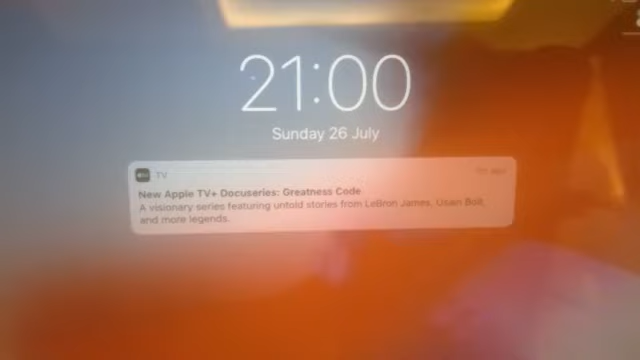 21:00
Sunday 26 July
TV
New Apple TV+ Docuseries: Greatness Code
A visionary series featuring untold stories from LeBron James, Usain Bolt,
and more legends.